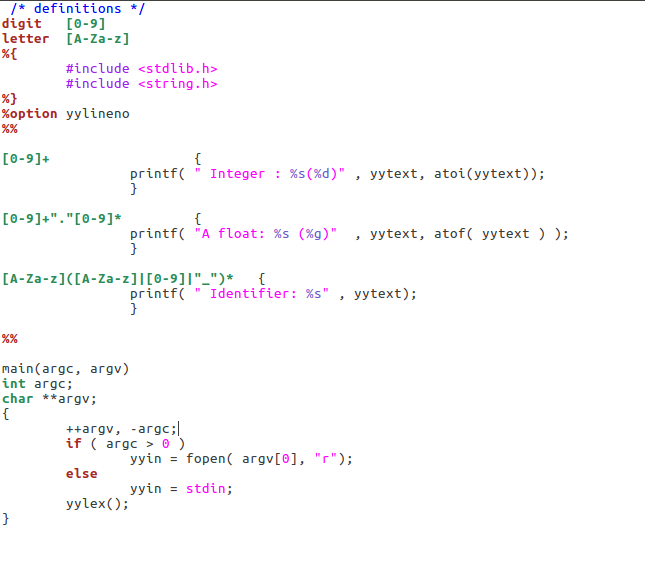 /* definitions */
digit   [0-9]
letter  [A-Za-z]
%{
        #include <stdlib.h>
        #include <string.h>
%}
%option yylineno
%%
[0-9]+                  {
                printf( " Integer : %s(%d)" , yytext, atoi(yytext));
                }
[0-9]+"."[0-9]*         {
                printf( "A float: %s (%g)"  , yytext, atof( yytext ) );
                }
[A-Za-z]([A-Za-z]|[0-9]|"_")*   {
                printf( " Identifier: %s" , yytext);
                }
%%
main(argc, argv)
int argc;
char **argv;
{
        ++argv, -argc;
        if ( argc > 0 )
                yyin = fopen( argv[0], "r");
        else
                yyin = stdin;
        yylex();
}